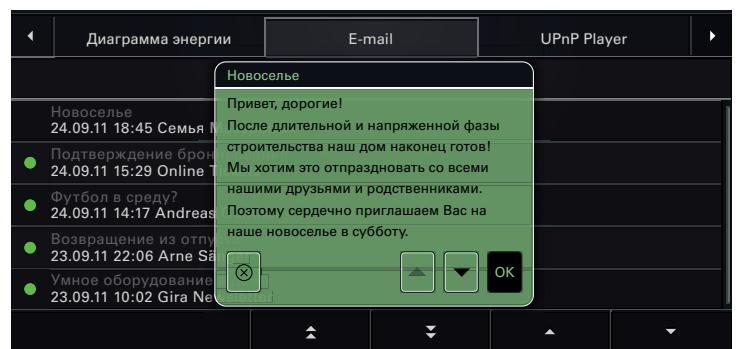 Диаграмма энергии
E-mail
UPnP Player
Новоселье
Привет, дорогие!
После длительной и напряженной фазы
строительства наш дом наконец готов!
Мы хотим это отпраздновать со всеми
нашими друзьями и родственниками.
Поэтому сердечно приглашаем Вас на
наше новоселье в субботу.
OK
Новоселье
24.09.11 18:45 Семья
Подтверждение
24.09.11 15:29 Online
Футбол в среду?
24.09.11 14:17 Andreas
Возвращение из
23.09.11 22:06 Arne
Умное оборудование
23.09.11 10:02 Gira Newsletter